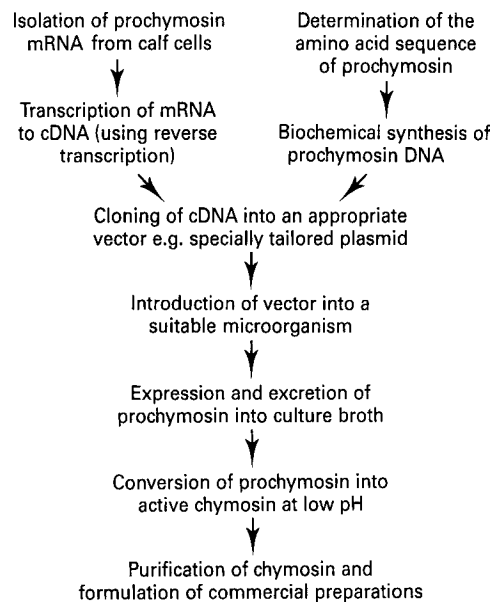 Isolation of prochymosin
mRNA from calf cells
Determination of the
amino acid sequence
of prochymosin
Transcription of mRNA
to cDNA (using reverse
transcription)
Biochemical synthesis of
prochymosin DNA
Cloning of cDNA into an appropriate
vector e.g. specially tailored plasmid
Introduction of vector into a
suitable microorganism
Expression and excretion of
prochymosin into culture broth
Conversion of prochymosin into
active chymosin at low pH
Purification of chymosin and
formulation of commercial preparations